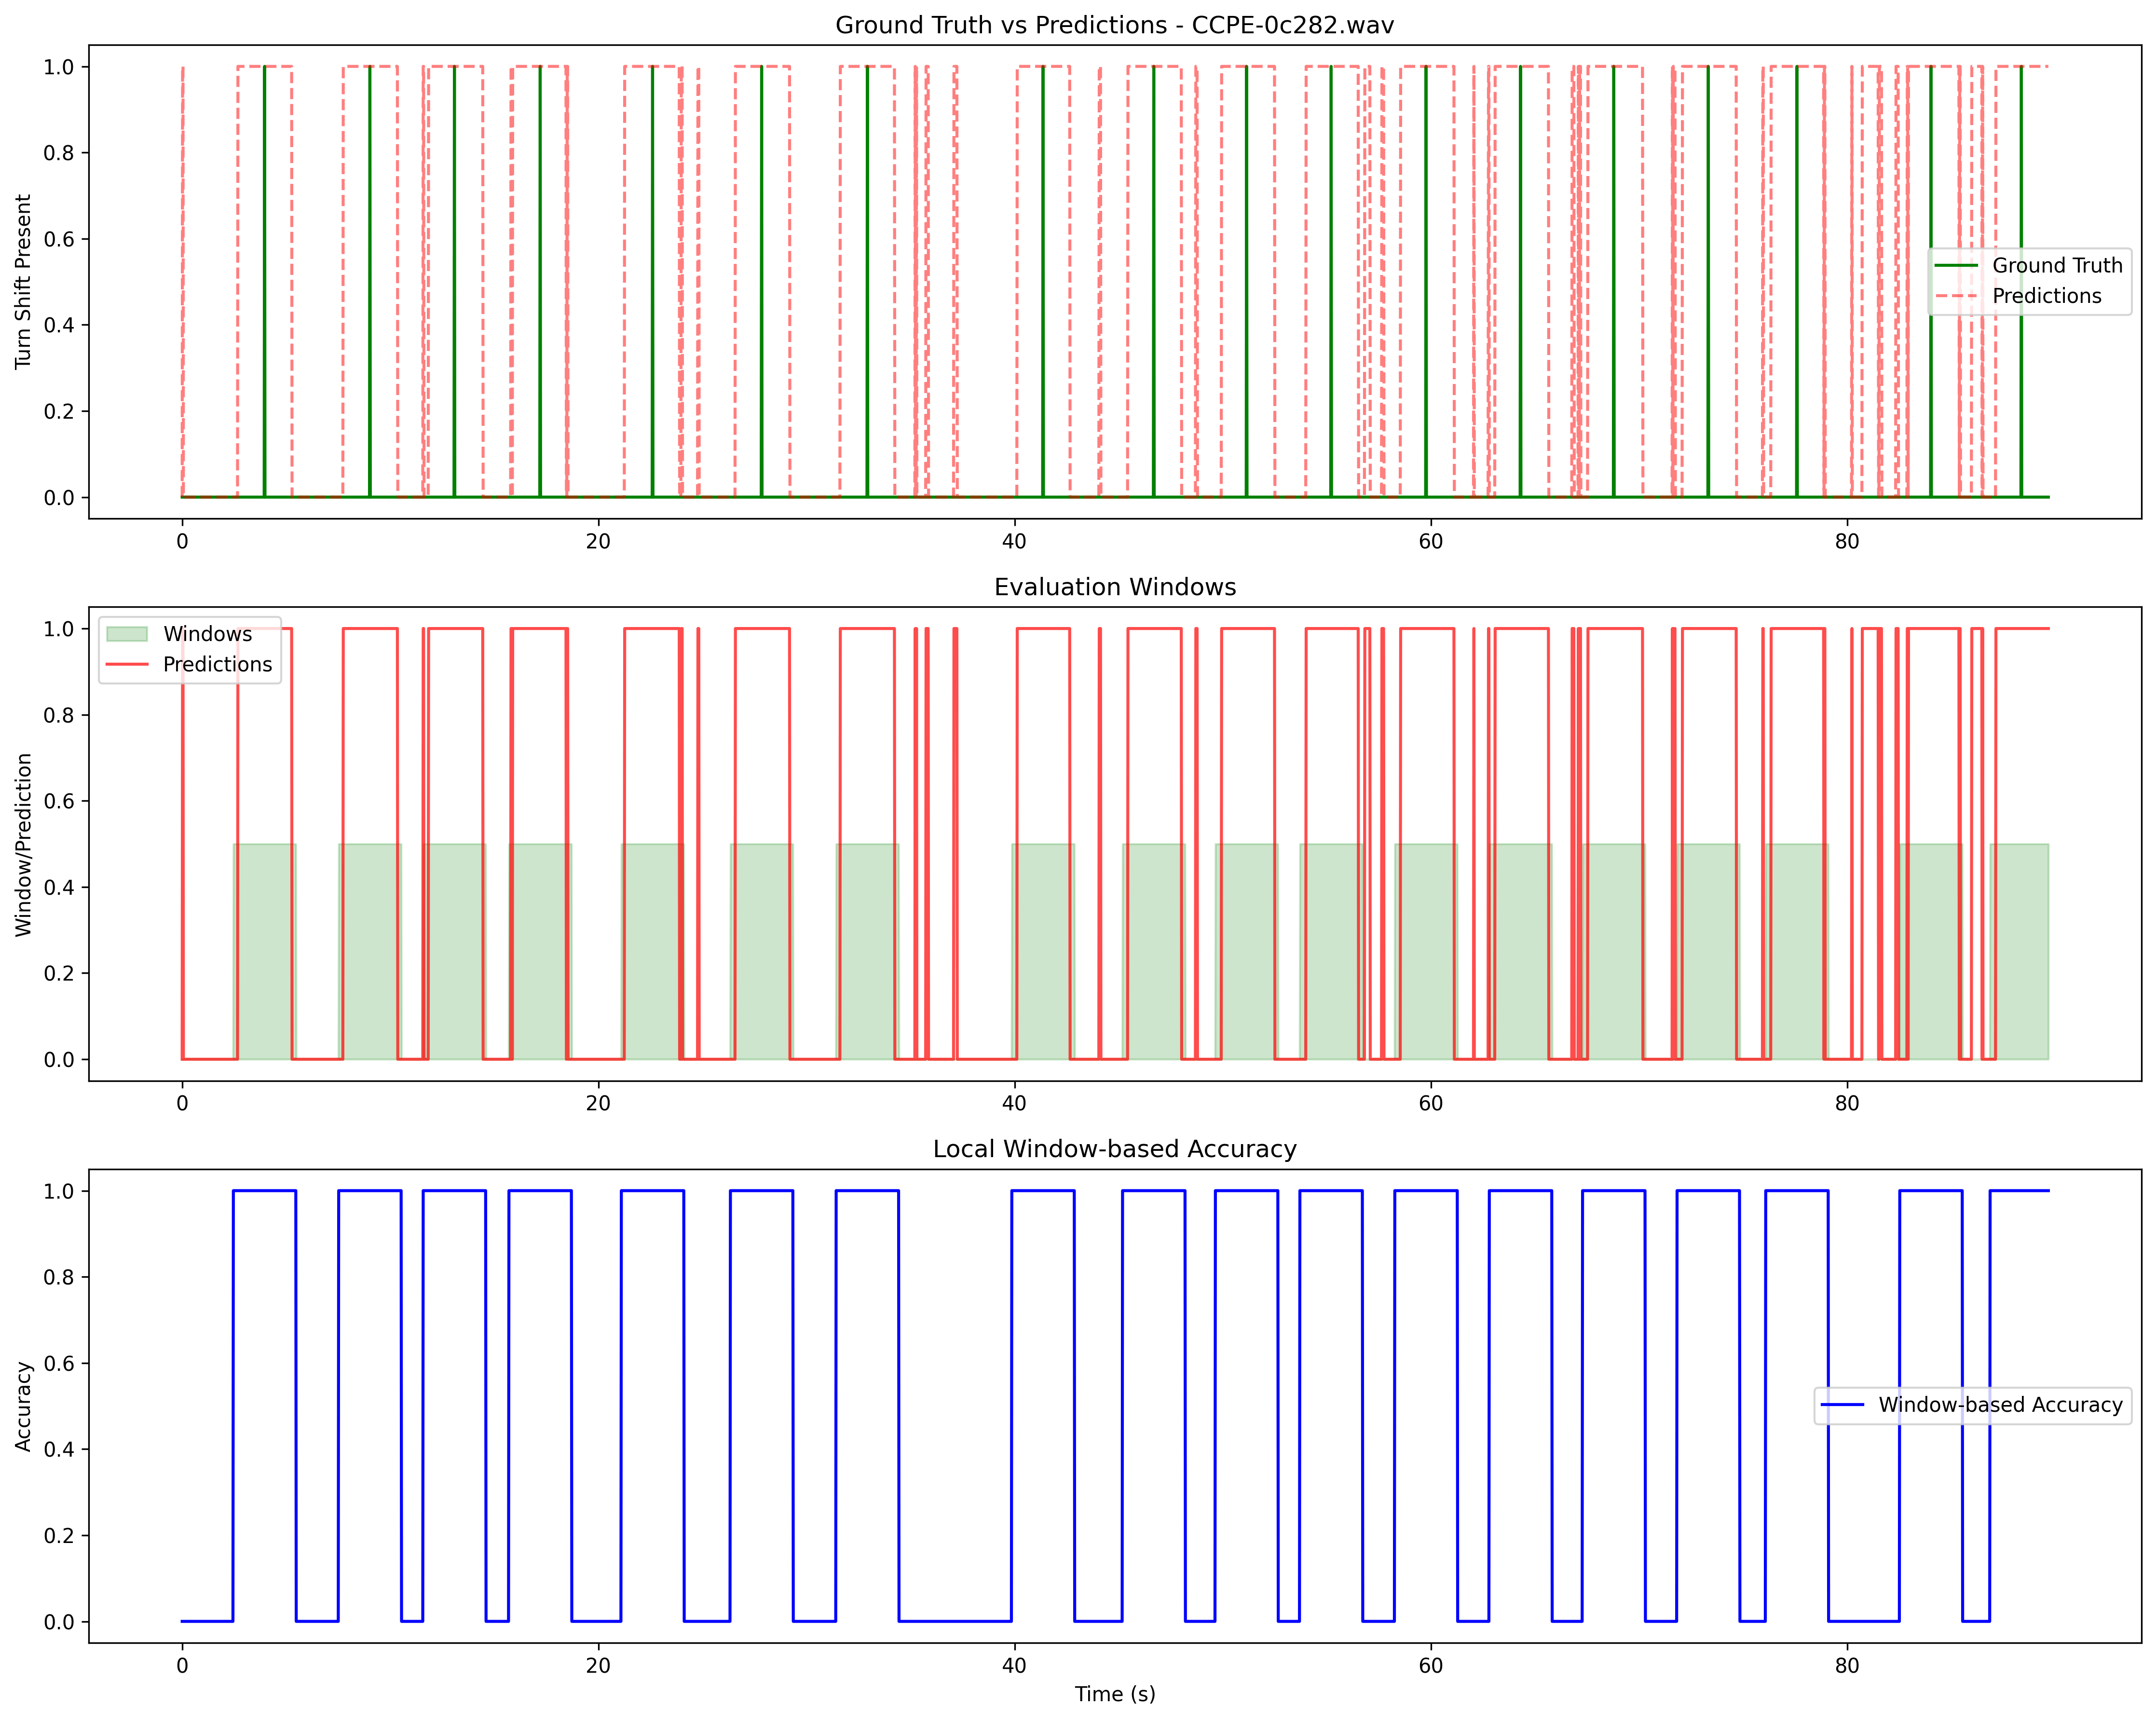 Ground Truth vs Predictions - CCPE-0c282.wav
1.0
0.8
0.6
0.4
0.2
0.0
Turn Shift Present
Ground Truth
Predictions
0 20 40 60 80
Evaluation Windows
1.0
0.8
0.6
0.4
0.2
0.0
Window/Prediction
Windows
Predictions
0 20 40 60 80
Local Window-based Accuracy
1.0
0.8
0.6
0.4
0.2
0.0
Accuracy
Window-based Accuracy
0 20 40 60 80
Time (s)